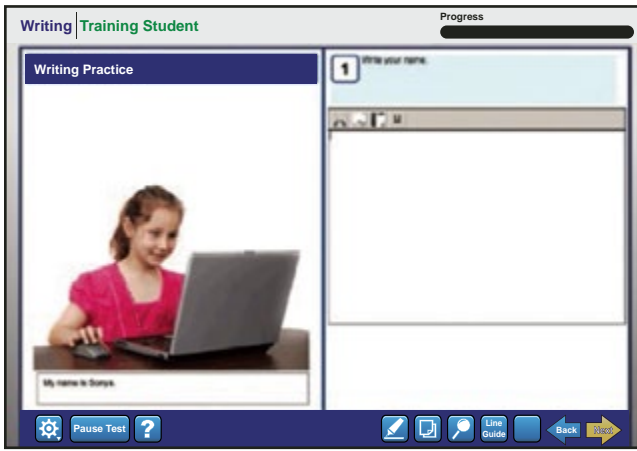 Writing Training Student
Progress
Writing Practice
My name is Sonya.
1
Write your name.
Pause Test
?
Line
Guide
Back
Next